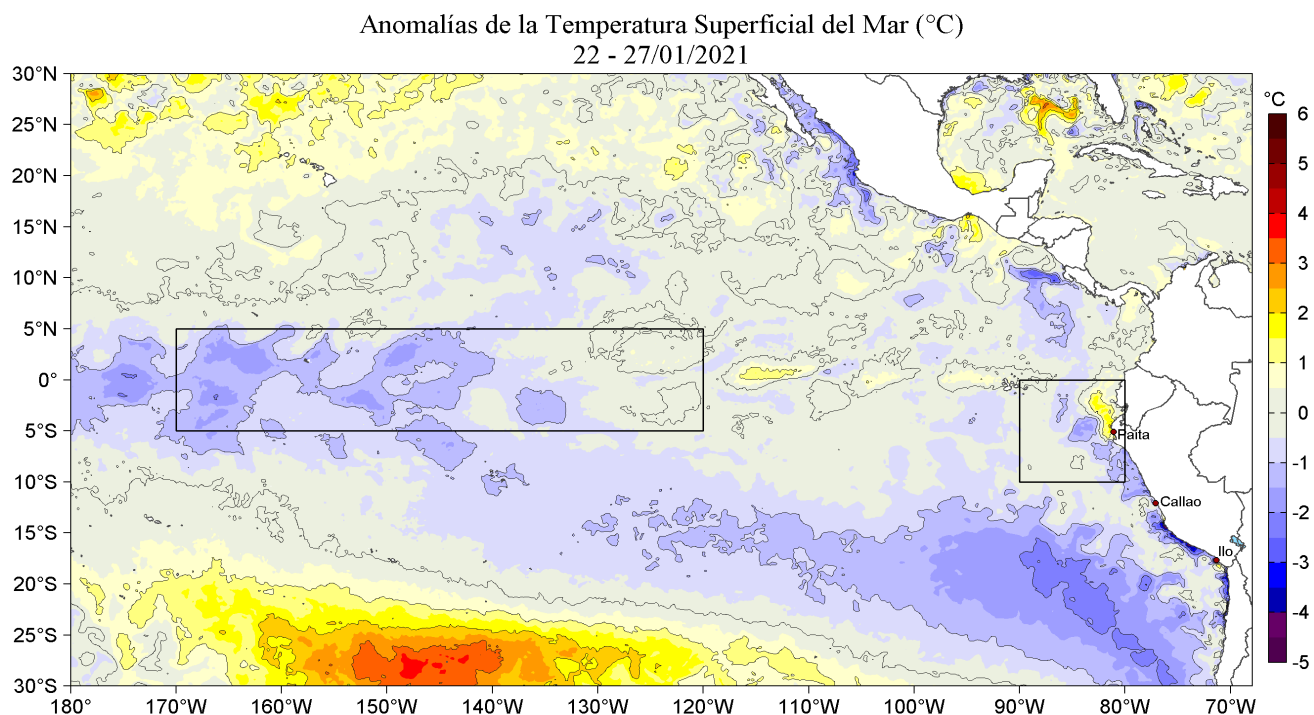 Anomalías de la Temperatura Superficial del Mar (°C)
22 - 27/01/2021
30°N
25°N
20°N
15°N
10°N
5°N
0°
5°S
10°S
15°S
20°S
25°S
30°S
180
170°W
160°W
150°W
140°W
130°W
120°W
110°W
100°W
90°W
80°W
70°W
Paita
Callao
Ilo
°C
6
5
4
3
2
1
0
-1
-2
-3
-4
-5